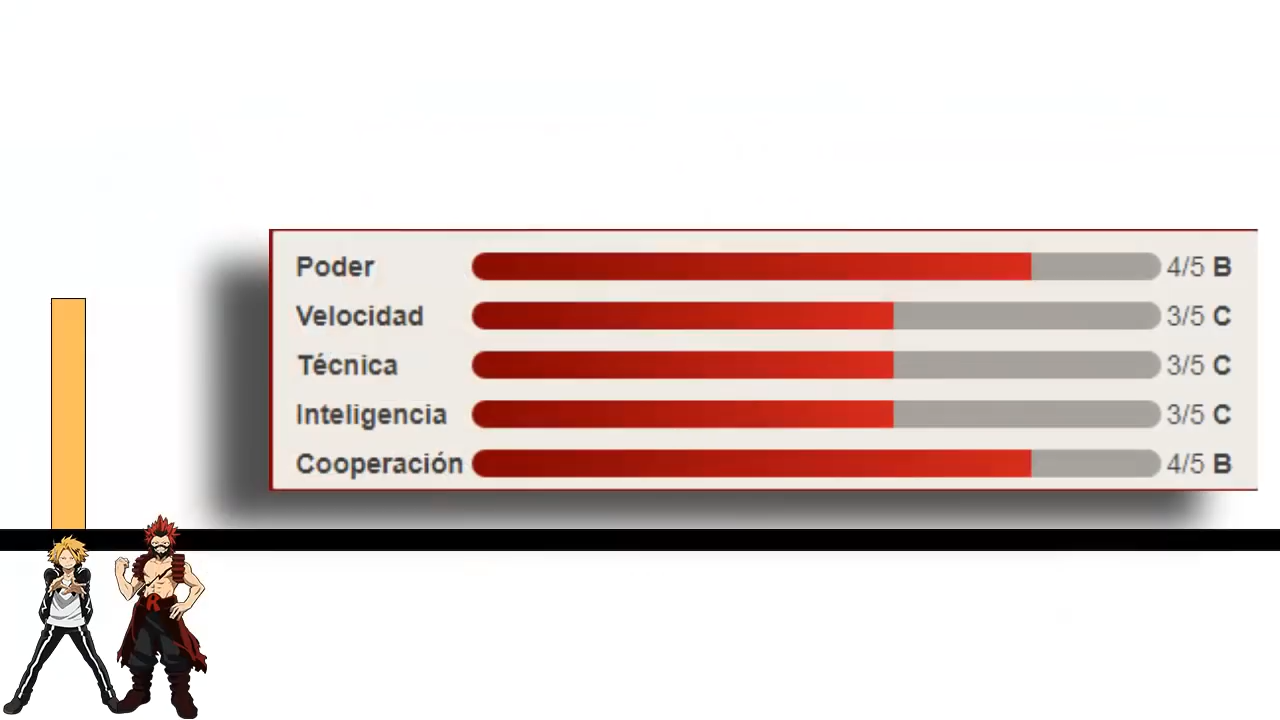 Poder 4/5 B
Velocidad 3/5 C
Técnica 3/5 C
Inteligencia 3/5 C
Cooperación 4/5 B